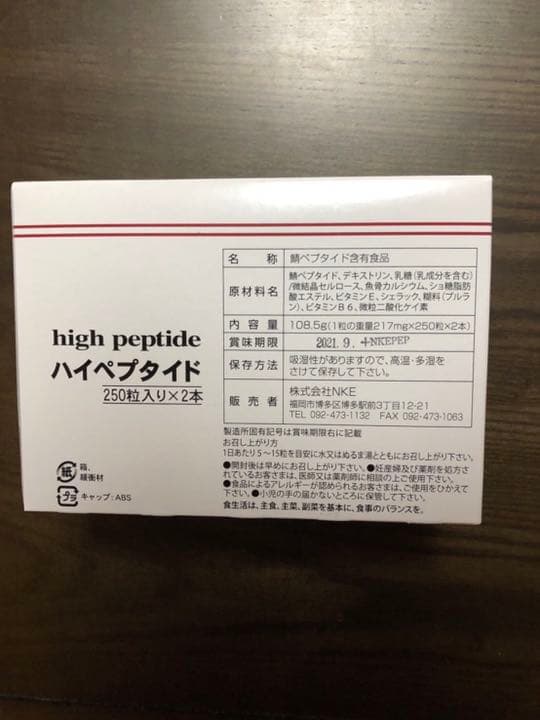 high peptide
ハイペプタイド
250粒入り×2本
名称 鯖ペプタイド含有食品
原材料名 鯖ペプタイド、デキストリン、乳糖(乳成分を含む)
/微結晶セルロース、魚骨カルシウム、ショ糖脂肪
酸エステル、ビタミンE、シェラック、糊料(プルラ
ン)、ビタミンB6、微粒二酸化ケイ素
内容量 108.5g(1粒の重量217mg×250粒×2本)
賞味期限 2021.9.
保存方法 吸湿性がありますので、高温・多湿を
さけて保存して下さい。
販売者 株式会社NKE
福岡市博多区博多駅前3丁目12-21
TEL 092-473-1132 FAX 092-473-1063
製造所固有記号は賞味期限右に記載
お召し上がり方
1日あたり5〜15粒を目安に水又はぬるま湯とともにお召し上がり下さい。
●開封後は早めにお召し上がり下さい。●妊産婦及び薬剤を処方さ
れているお客さまは、医師又は薬剤師に相談の上ご使用下さい。
●食品によるアレルギーが認められるお客さまは、ご使用をひかえて
下さい。●小児の手の届かないところに保管して下さい。
食生活は、主食、主菜、副菜を基本に、食事のバランスを。
紙 箱、
緩衝材
プラ キャップ:ABS